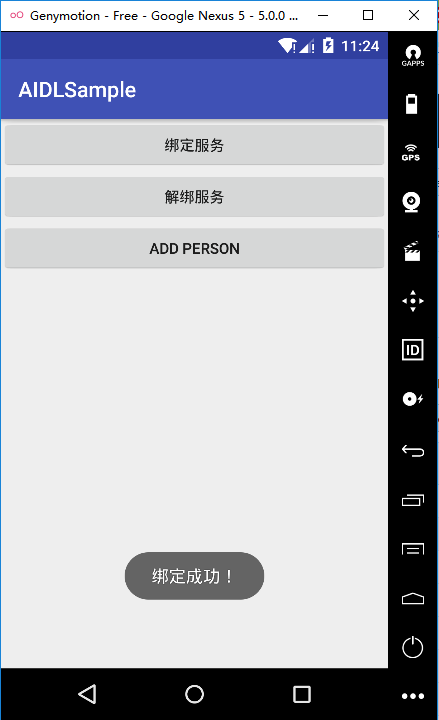 Genymotion - Free - Google Nexus 5 - 5.0.0 ...
11:24
AIDLSample
绑定服务
解绑服务
ADD PERSON
绑定成功！
GAPPS
GPS
ID